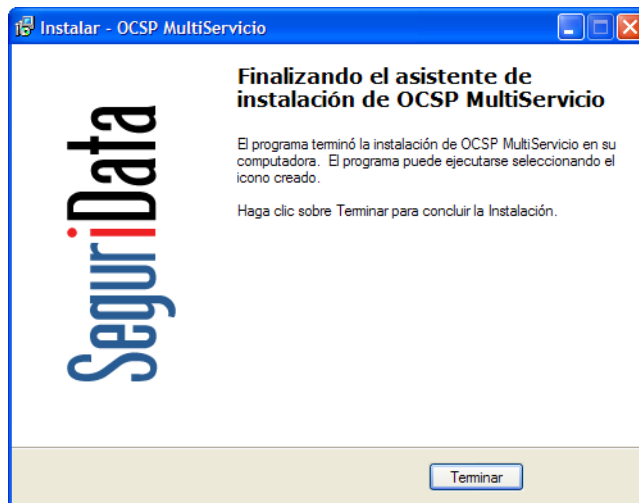 Instalar - OCSP MultiServicio
Finalizando el asistente de
instalación de OCSP MultiServicio
El programa terminó la instalación de OCSP MultiServicio en su
computadora. El programa puede ejecutarse seleccionando el
icono creado.
Haga clic sobre Terminar para concluir la Instalación.
SeguriData
Terminar